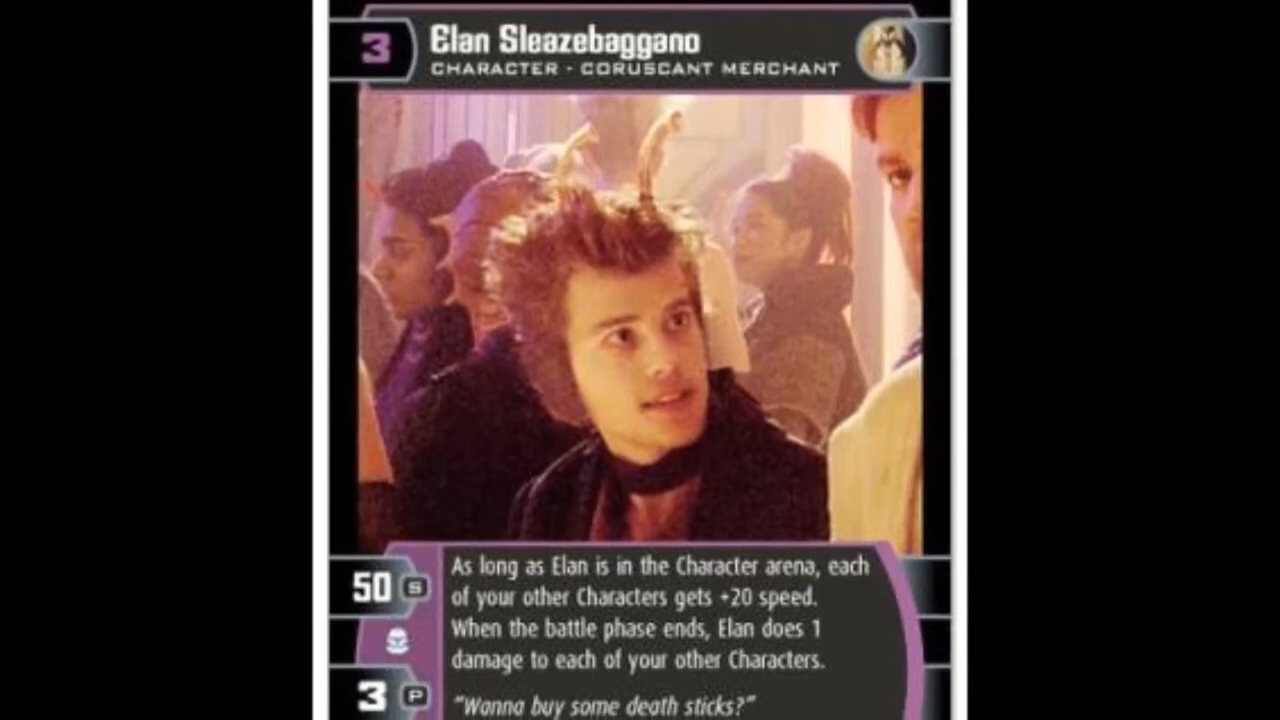 3
Elan Sleazebaggano
CHARACTER - CORUSCANT MERCHANT
50 S
As long as Elan is in the Character arena, each
of your other Characters gets +20 speed.
When the battle phase ends, Elan does 1
damage to each of your other Characters.
3 P
"Wanna buy some death sticks?"